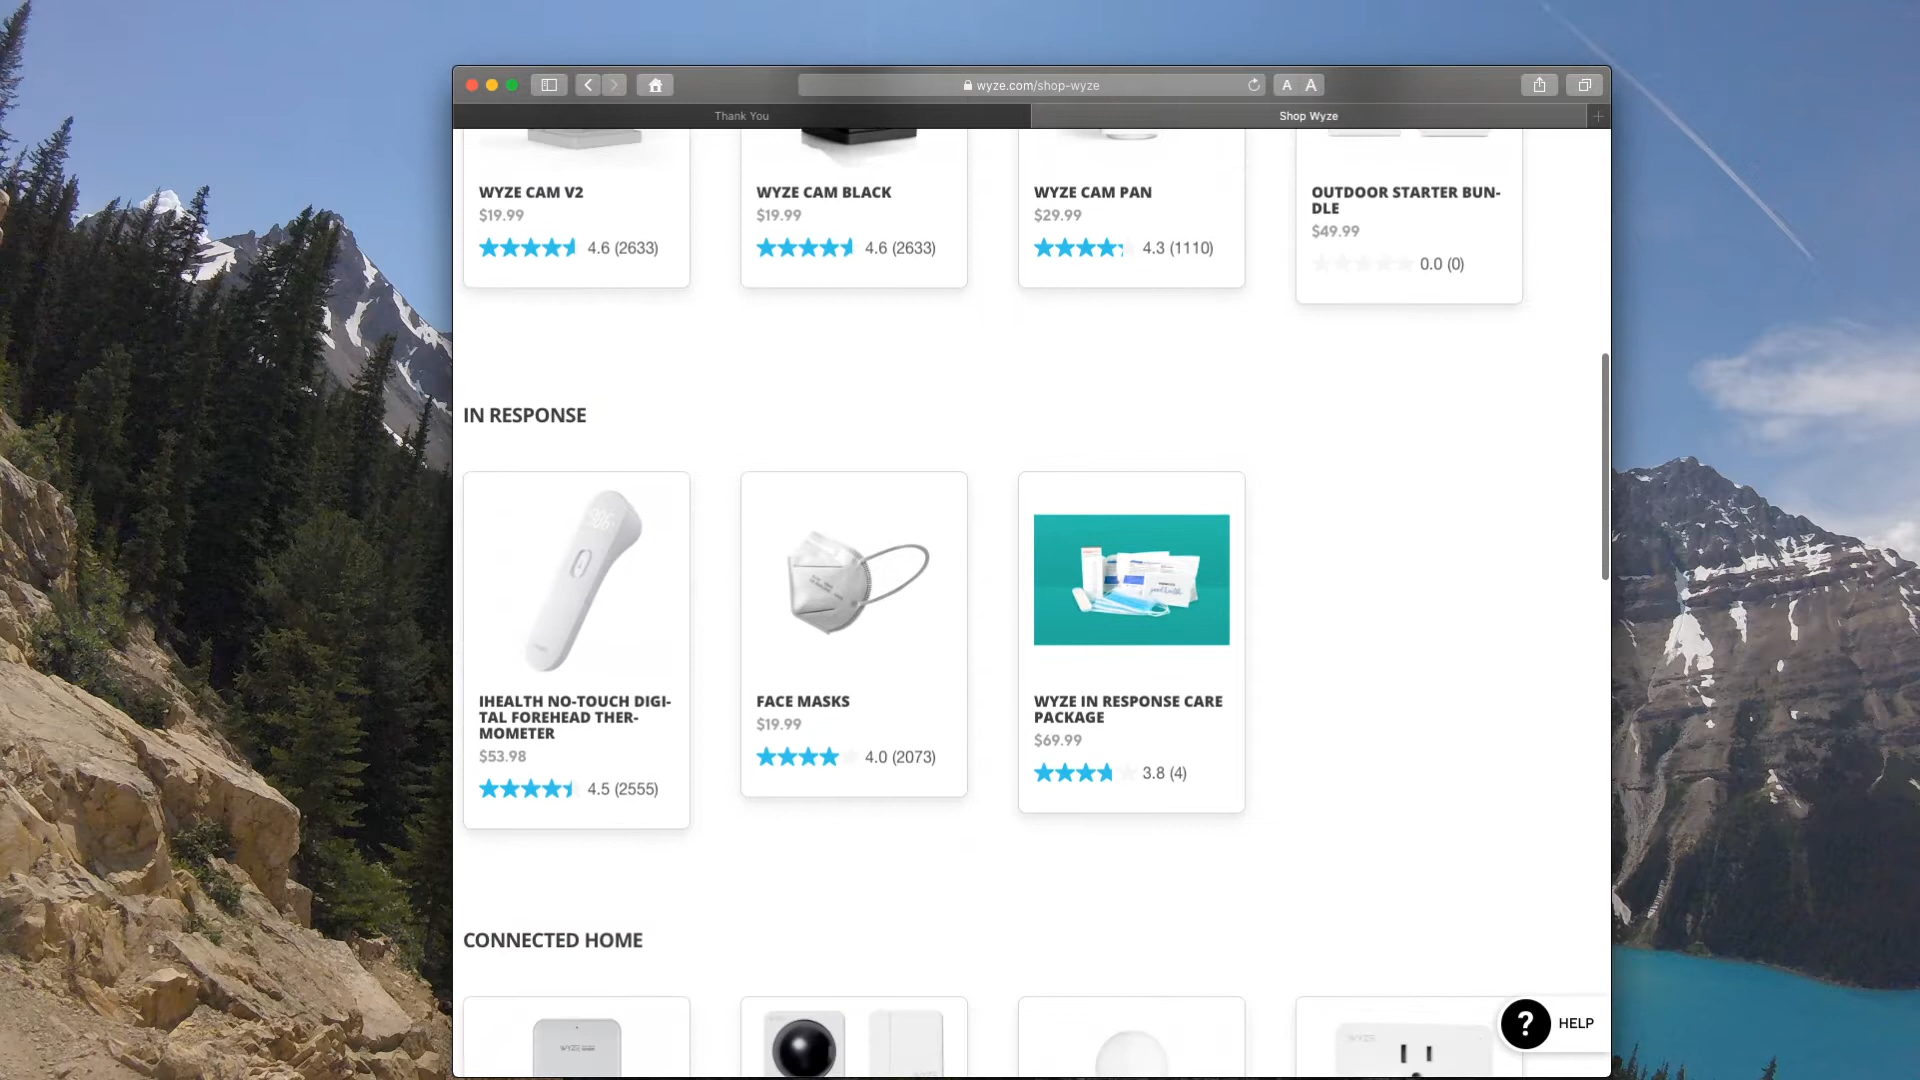 wyze.com/shop-wyze
A A
Thank You
Shop Wyze
WYZE CAM V2
$19.99
4.6 (2633)
WYZE CAM BLACK
$19.99
4.6 (2633)
WYZE CAM PAN
$29.99
4.3 (1110)
OUTDOOR STARTER BUN-
DLE
$49.99
0.0 (0)
IN RESPONSE
IHEALTH NO-TOUCH DIGI-
TAL FOREHEAD THER-
MOMETER
$53.98
4.5 (2555)
FACE MASKS
$19.99
4.0 (2073)
WYZE IN RESPONSE CARE
PACKAGE
$69.99
3.8 (4)
CONNECTED HOME
WYZE
WYZE
? HELP